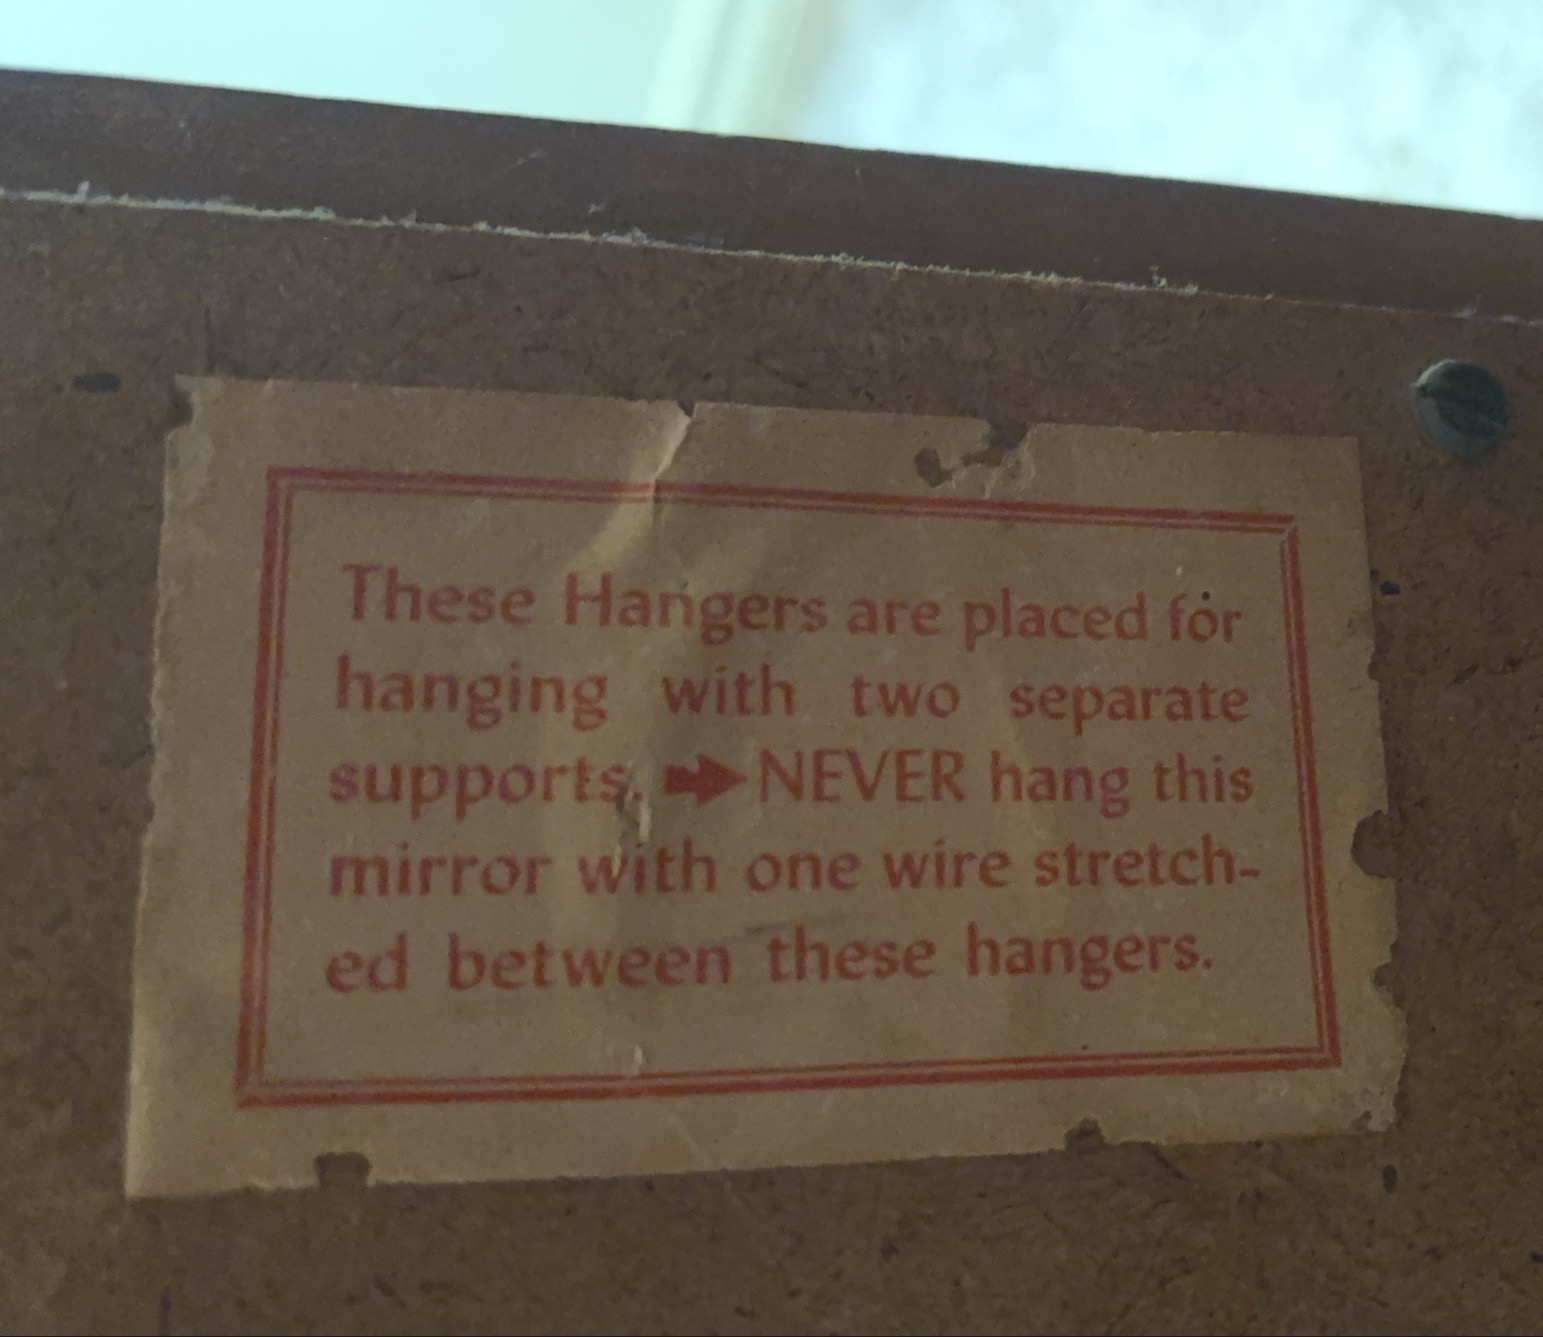 These Hangers are placed for
hanging with two separate
supports. ➡ NEVER hang this
mirror with one wire stretch-
ed between these hangers.